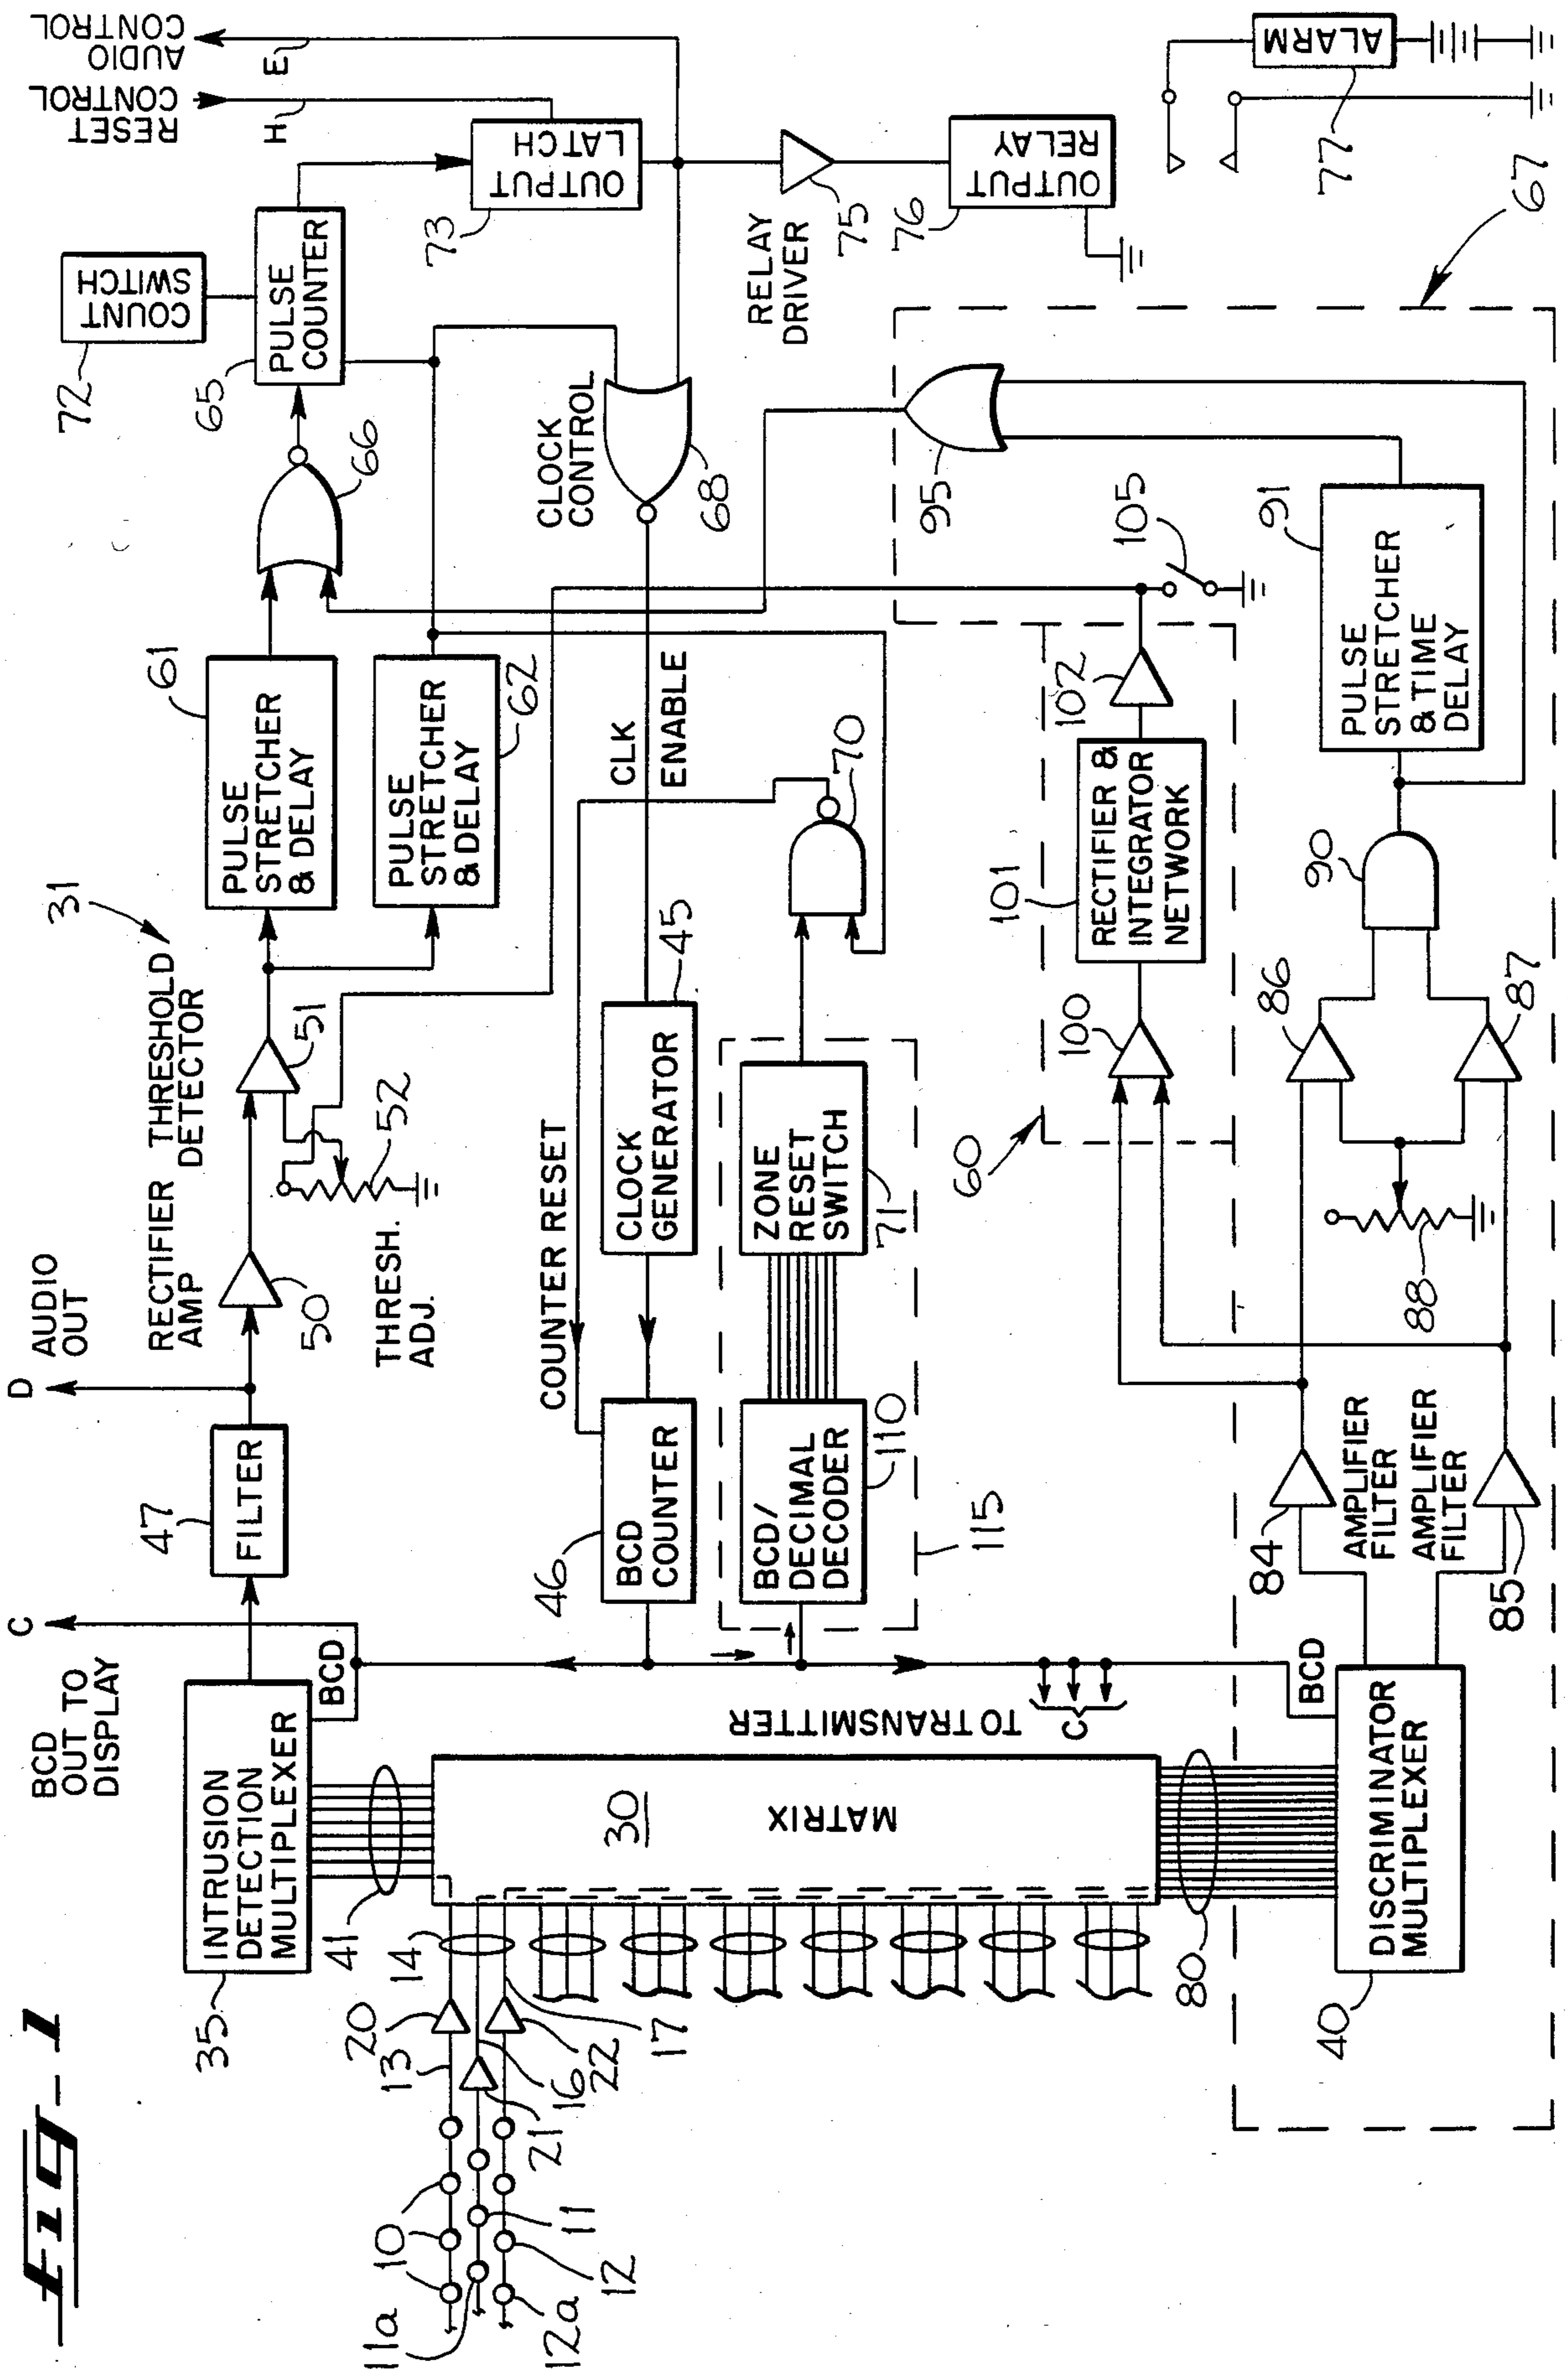 Fig-1
BCD
OUT TO
DISPLAY
C
D
AUDIO
OUT
35
INTRUSION
DETECTION
MULTIPLEXER
BCD
47
FILTER
RECTIFIER
AMP
50
THRESHOLD
DETECTOR
31
51
52
THRESH.
ADJ.
61
PULSE
STRETCHER
& DELAY
PULSE
STRETCHER
& DELAY
62
66
65
PULSE
COUNTER
72
COUNT
SWITCH
73
OUTPUT
LATCH
RESET
CONTROL
H
AUDIO
CONTROL
E
RELAY
DRIVER
75
76
OUTPUT
RELAY
ALARM
77
CLOCK
CONTROL
68
CLK
ENABLE
COUNTER RESET
CLOCK
GENERATOR
45
46
BCD
COUNTER
BCD/
DECIMAL
DECODER
110
115
ZONE
RESET
SWITCH
71
70
41
14
20
13
16
17
22
21
10
11
11a
12
12a
30
MATRIX
TO TRANSMITTER
C
80
BCD
40
DISCRIMINATOR
MULTIPLEXER
84
AMPLIFIER
FILTER
AMPLIFIER
FILTER
85
60
100
101
RECTIFIER &
INTEGRATOR
NETWORK
102
105
86
87
88
90
91
PULSE
STRETCHER
& TIME
DELAY
95
67